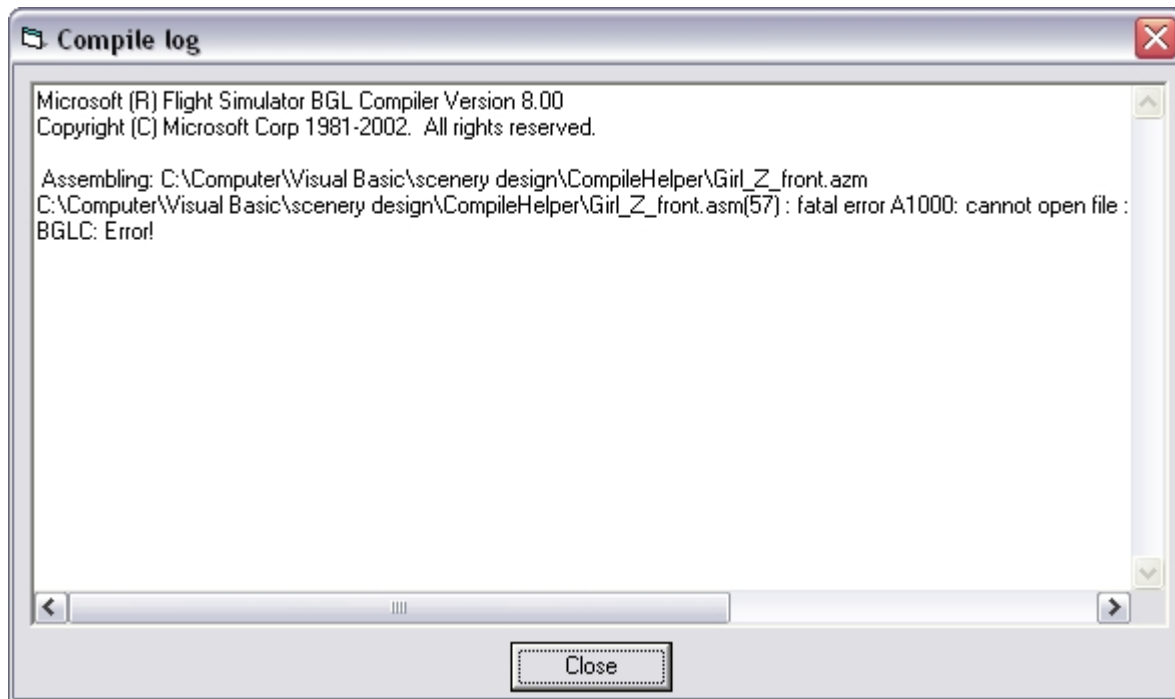 Compile log
Microsoft (R) Flight Simulator BGL Compiler Version 8.00
Copyright (C) Microsoft Corp 1981-2002.  All rights reserved.
Assembling: C:\Computer\Visual Basic\scenery design\CompileHelper\Girl_Z_front.azm
C:\Computer\Visual Basic\scenery design\CompileHelper\Girl_Z_front.asm(57) : fatal error A1000: cannot open file :
BGLC: Error!
Close